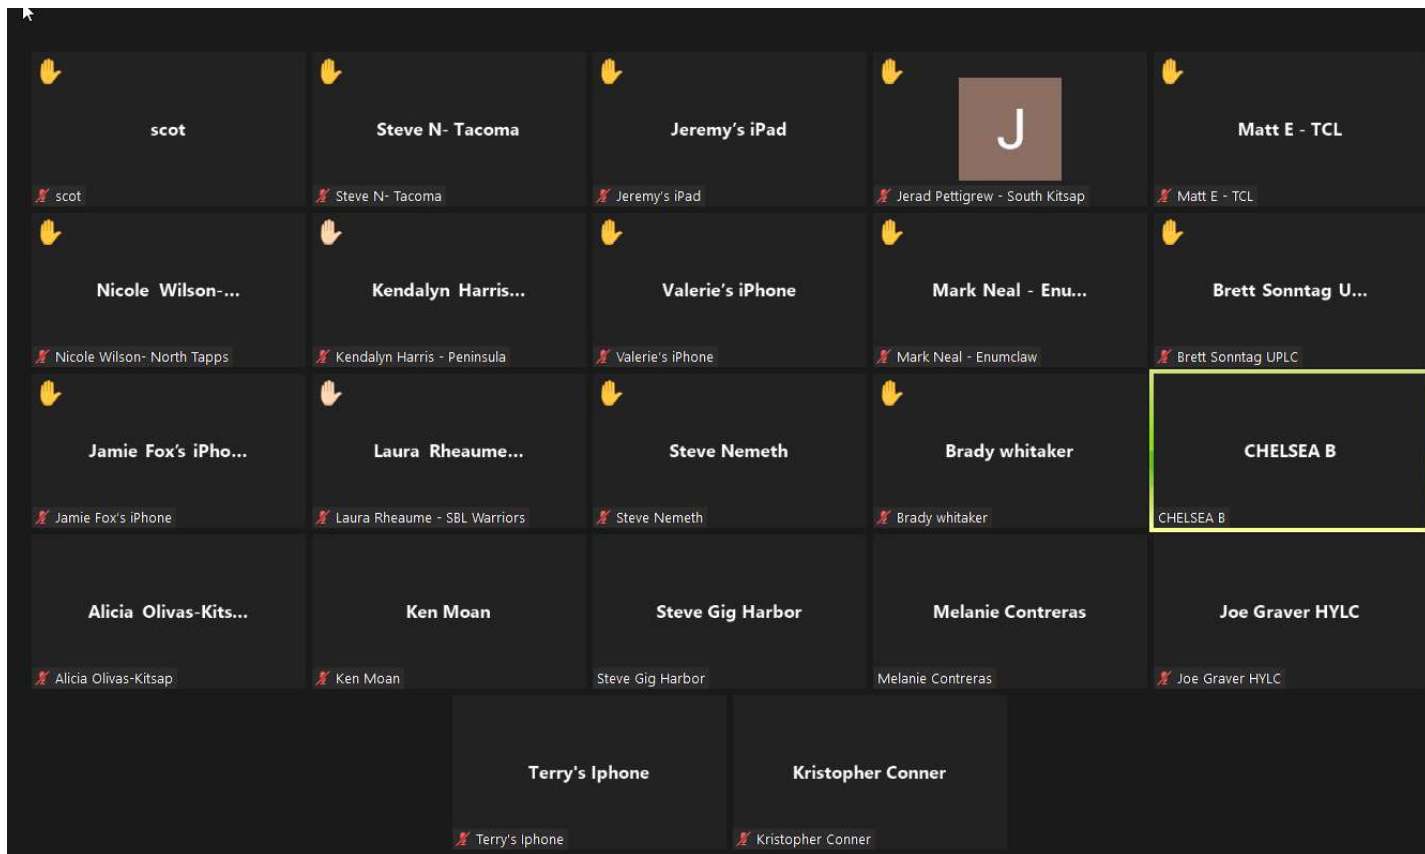 scot
scot
Steve N- Tacoma
Steve N- Tacoma
Jeremy's iPad
Jeremy's iPad
J
Jerad Pettigrew - South Kitsap
Matt E - TCL
Matt E - TCL
Nicole Wilson-...
Nicole Wilson- North Tapps
Kendalyn Harris...
Kendalyn Harris - Peninsula
Valerie's iPhone
Valerie's iPhone
Mark Neal - Enu...
Mark Neal - Enumclaw
Brett Sonntag U...
Brett Sonntag UPLC
Jamie Fox's iPho...
Jamie Fox's iPhone
Laura Rheaume...
Laura Rheaume - SBL Warriors
Steve Nemeth
Steve Nemeth
Brady whitaker
Brady whitaker
CHELSEA B
CHELSEA B
Alicia Olivas-Kits...
Alicia Olivas-Kitsap
Ken Moan
Ken Moan
Steve Gig Harbor
Steve Gig Harbor
Melanie Contreras
Melanie Contreras
Joe Graver HYLC
Joe Graver HYLC
Terry's Iphone
Terry's Iphone
Kristopher Conner
Kristopher Conner